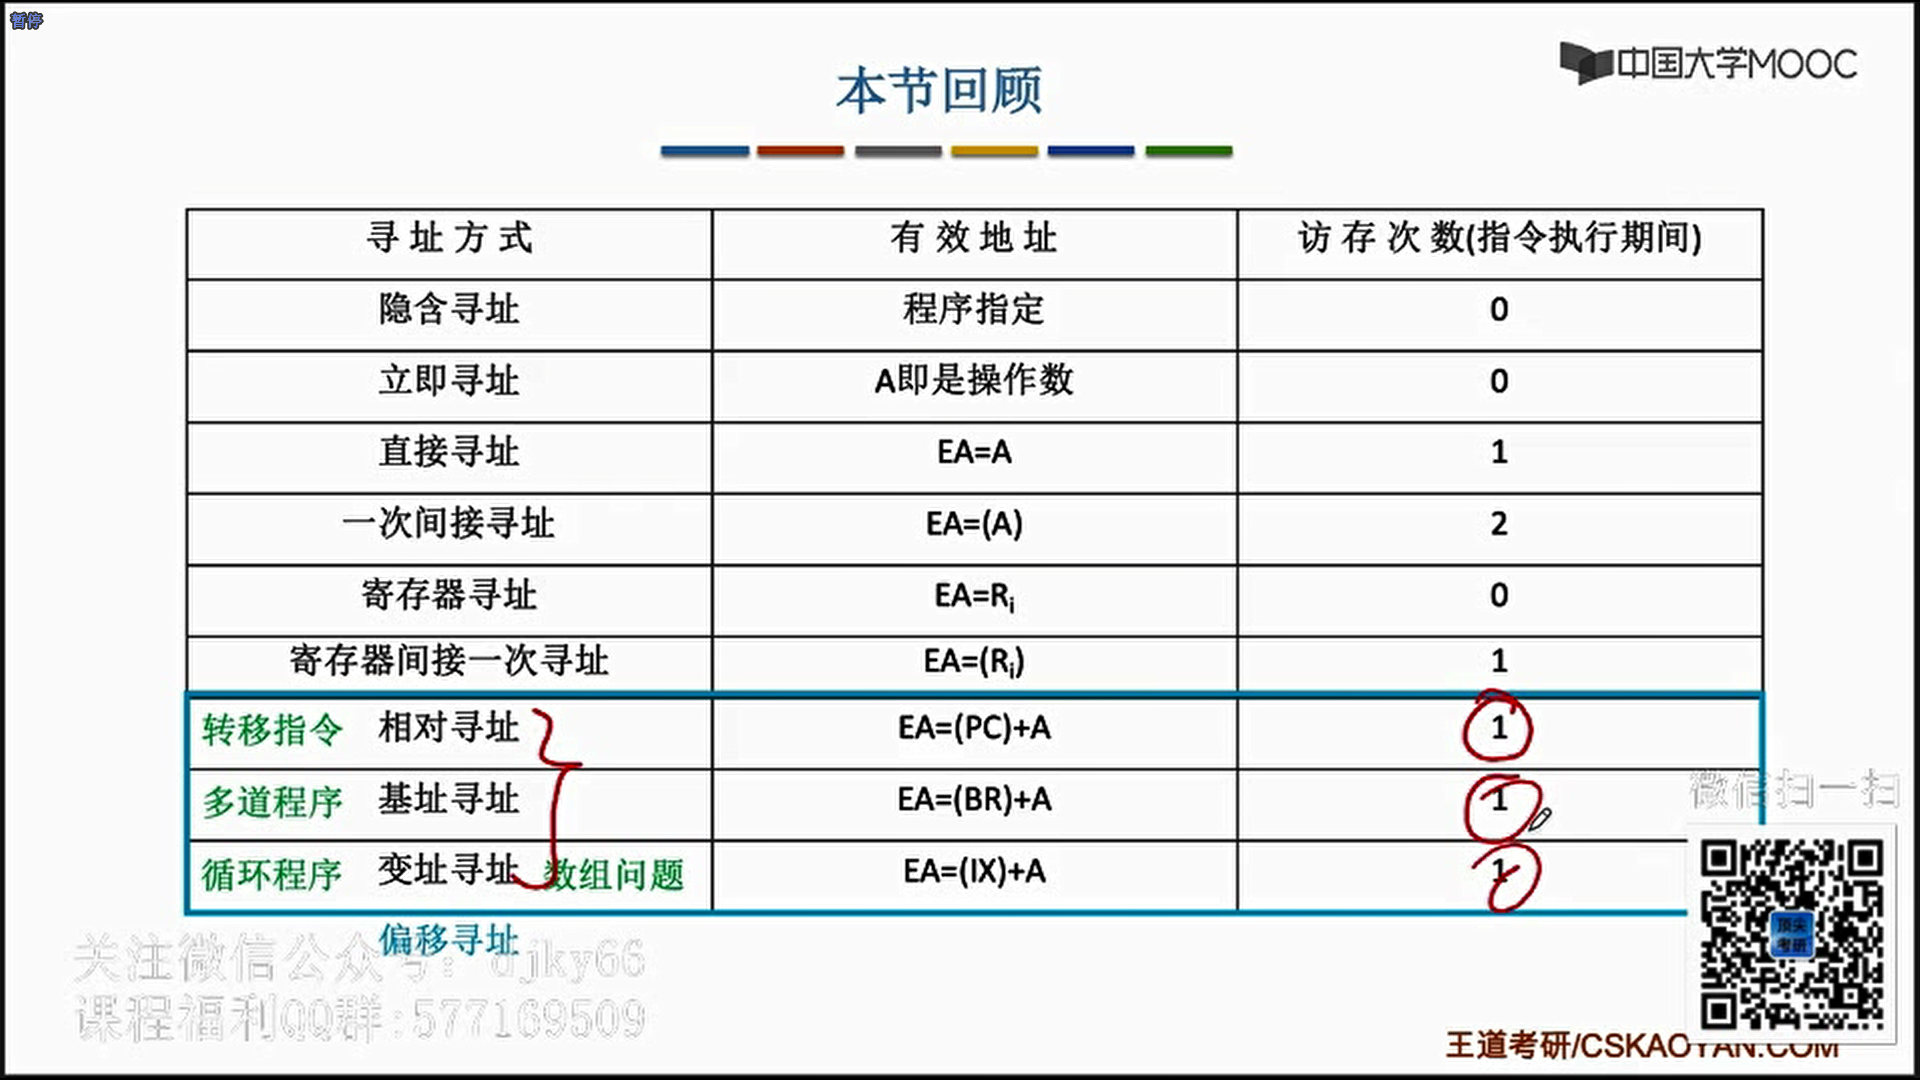 暂停
中国大学MOOC
本节回顾
寻址方式 有效地址 访存次数(指令执行期间)
隐含寻址 程序指定 0
立即寻址 A即是操作数 0
直接寻址 EA=A 1
一次间接寻址 EA=(A) 2
寄存器寻址 EA=Ri 0
寄存器间接一次寻址 EA=(Ri) 1
转移指令 相对寻址 EA=(PC)+A 1
多道程序 基址寻址 EA=(BR)+A 1
循环程序 变址寻址 数组问题 EA=(IX)+A 1
偏移寻址
微信扫一扫
顶尖
考研
关注微信公众号: djky66
课程福利QQ群:577169509
王道考研/CSKAOYAN.COM